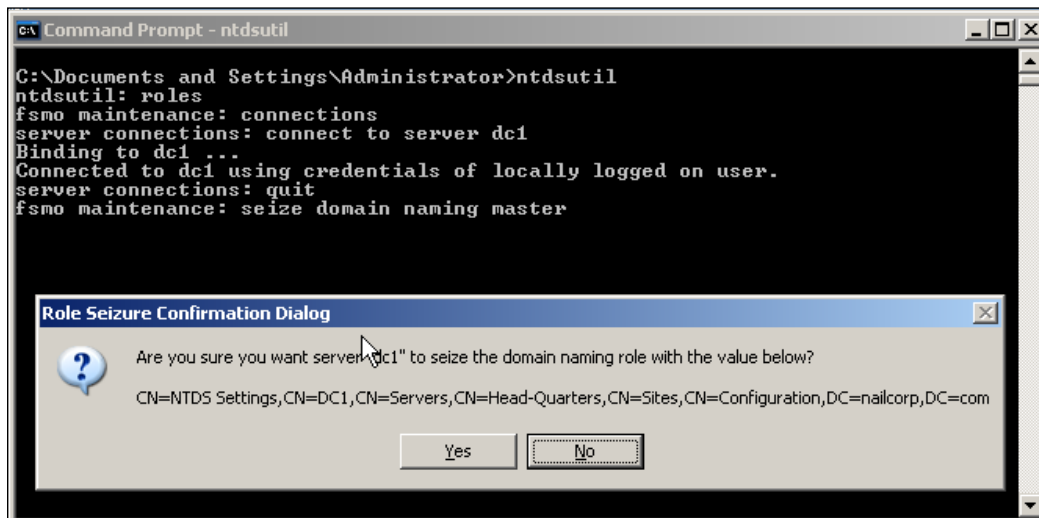 Command Prompt - ntdsutil
C:\Documents and Settings\Administrator>ntdsutil
ntdsutil: roles
fsmo maintenance: connections
server connections: connect to server dc1
Binding to dc1 ...
Connected to dc1 using credentials of locally logged on user.
server connections: quit
fsmo maintenance: seize domain naming master
Role Seizure Confirmation Dialog
Are you sure you want server "dc1" to seize the domain naming role with the value below?
CN=NTDS Settings,CN=DC1,CN=Servers,CN=Head-Quarters,CN=Sites,CN=Configuration,DC=nailcorp,DC=com
Yes No